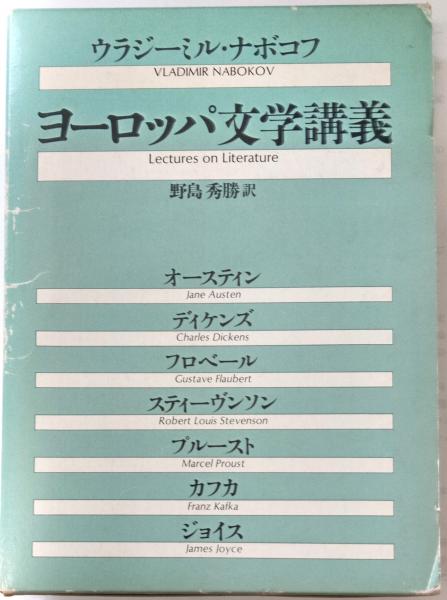 ウラジーミル・ナボコフ
VLADIMIR NABOKOV
ヨーロッパ文学講義
Lectures on Literature
野島秀勝訳
オースティン
Jane Austen
ディケンズ
Charles Dickens
フロベール
Gustave Flaubert
スティーヴンソン
Robert Louis Stevenson
プルースト
Marcel Proust
カフカ
Franz Kafka
ジョイス
James Joyce